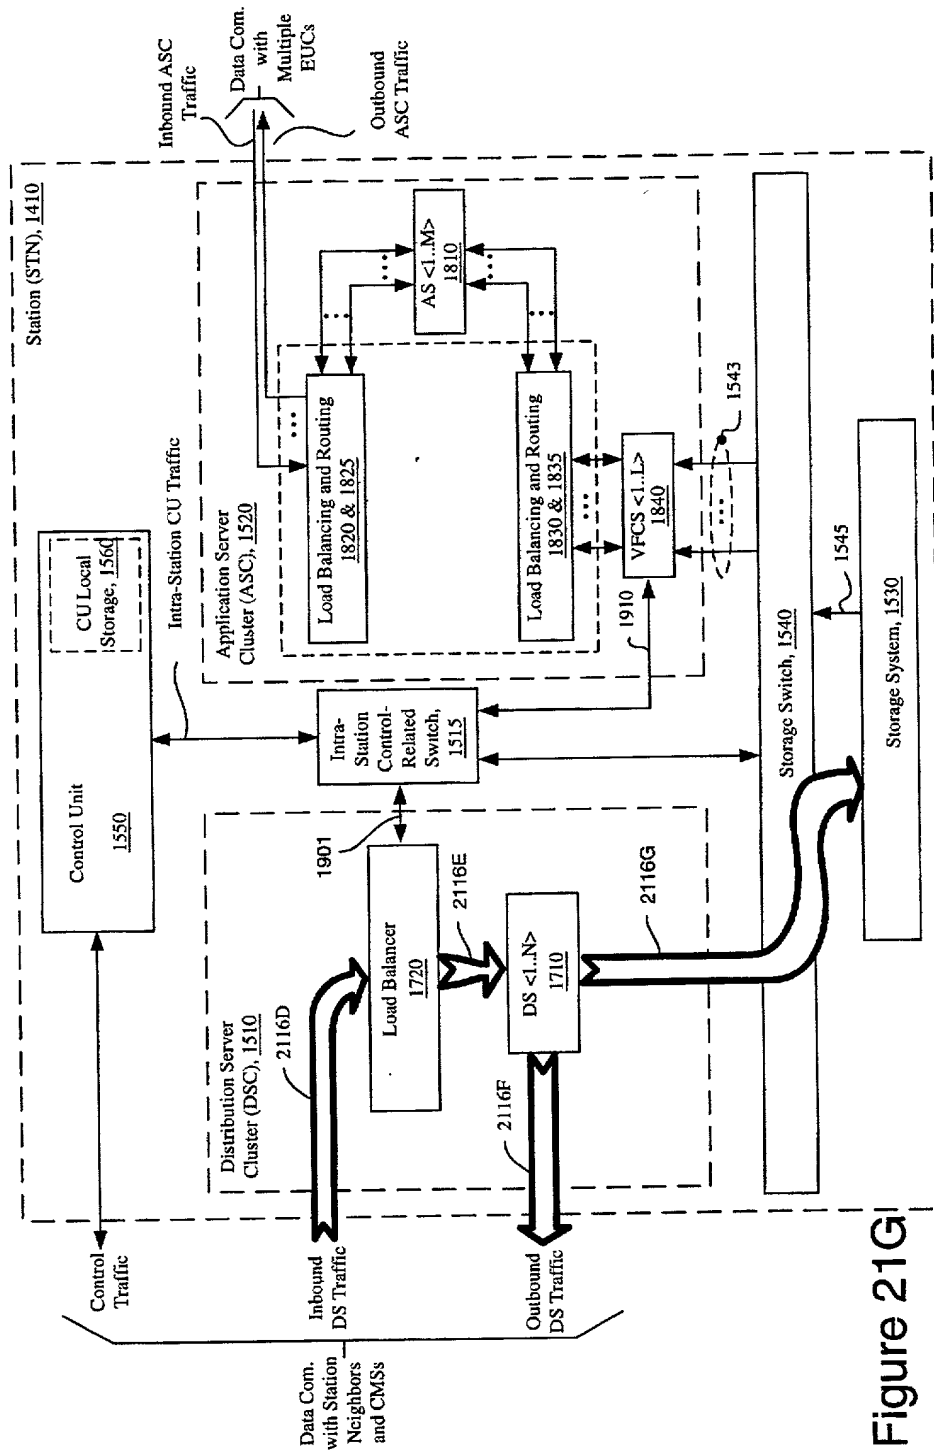 Station (STN), 1410
Control
Traffic
Control Unit
1550
CU Local
Storage, 1560
Intra-Station CU Traffic
Inbound ASC
Traffic
Data Com.
with
Multiple
EUCs
Outbound
ASC Traffic
Data Com.
with Station
Neighbors
and CMSs
Inbound
DS Traffic
Outbound
DS Traffic
Distribution Server
Cluster (DSC), 1510
2116D
Load Balancer
1720
2116E
DS <1..N>
1710
2116F
2116G
1901
Intra-
Station
Control-
Related
Switch,
1515
Application Server
Cluster (ASC), 1520
Load Balancing and Routing
1820 & 1825
...
...
...
AS <1..M>
1810
...
...
Load Balancing and Routing
1830 & 1835
...
VFCS <1..L>
1840
1910
...
1543
Storage Switch, 1540
1545
Storage System, 1530
Figure 21G